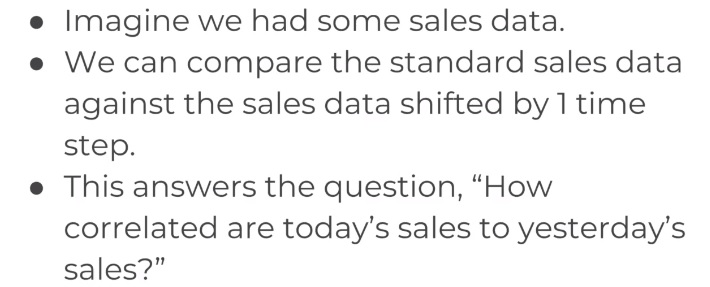 ● Imagine we had some sales data.
● We can compare the standard sales data
against the sales data shifted by 1 time
step.
● This answers the question, “How
correlated are today’s sales to yesterday’s
sales?”